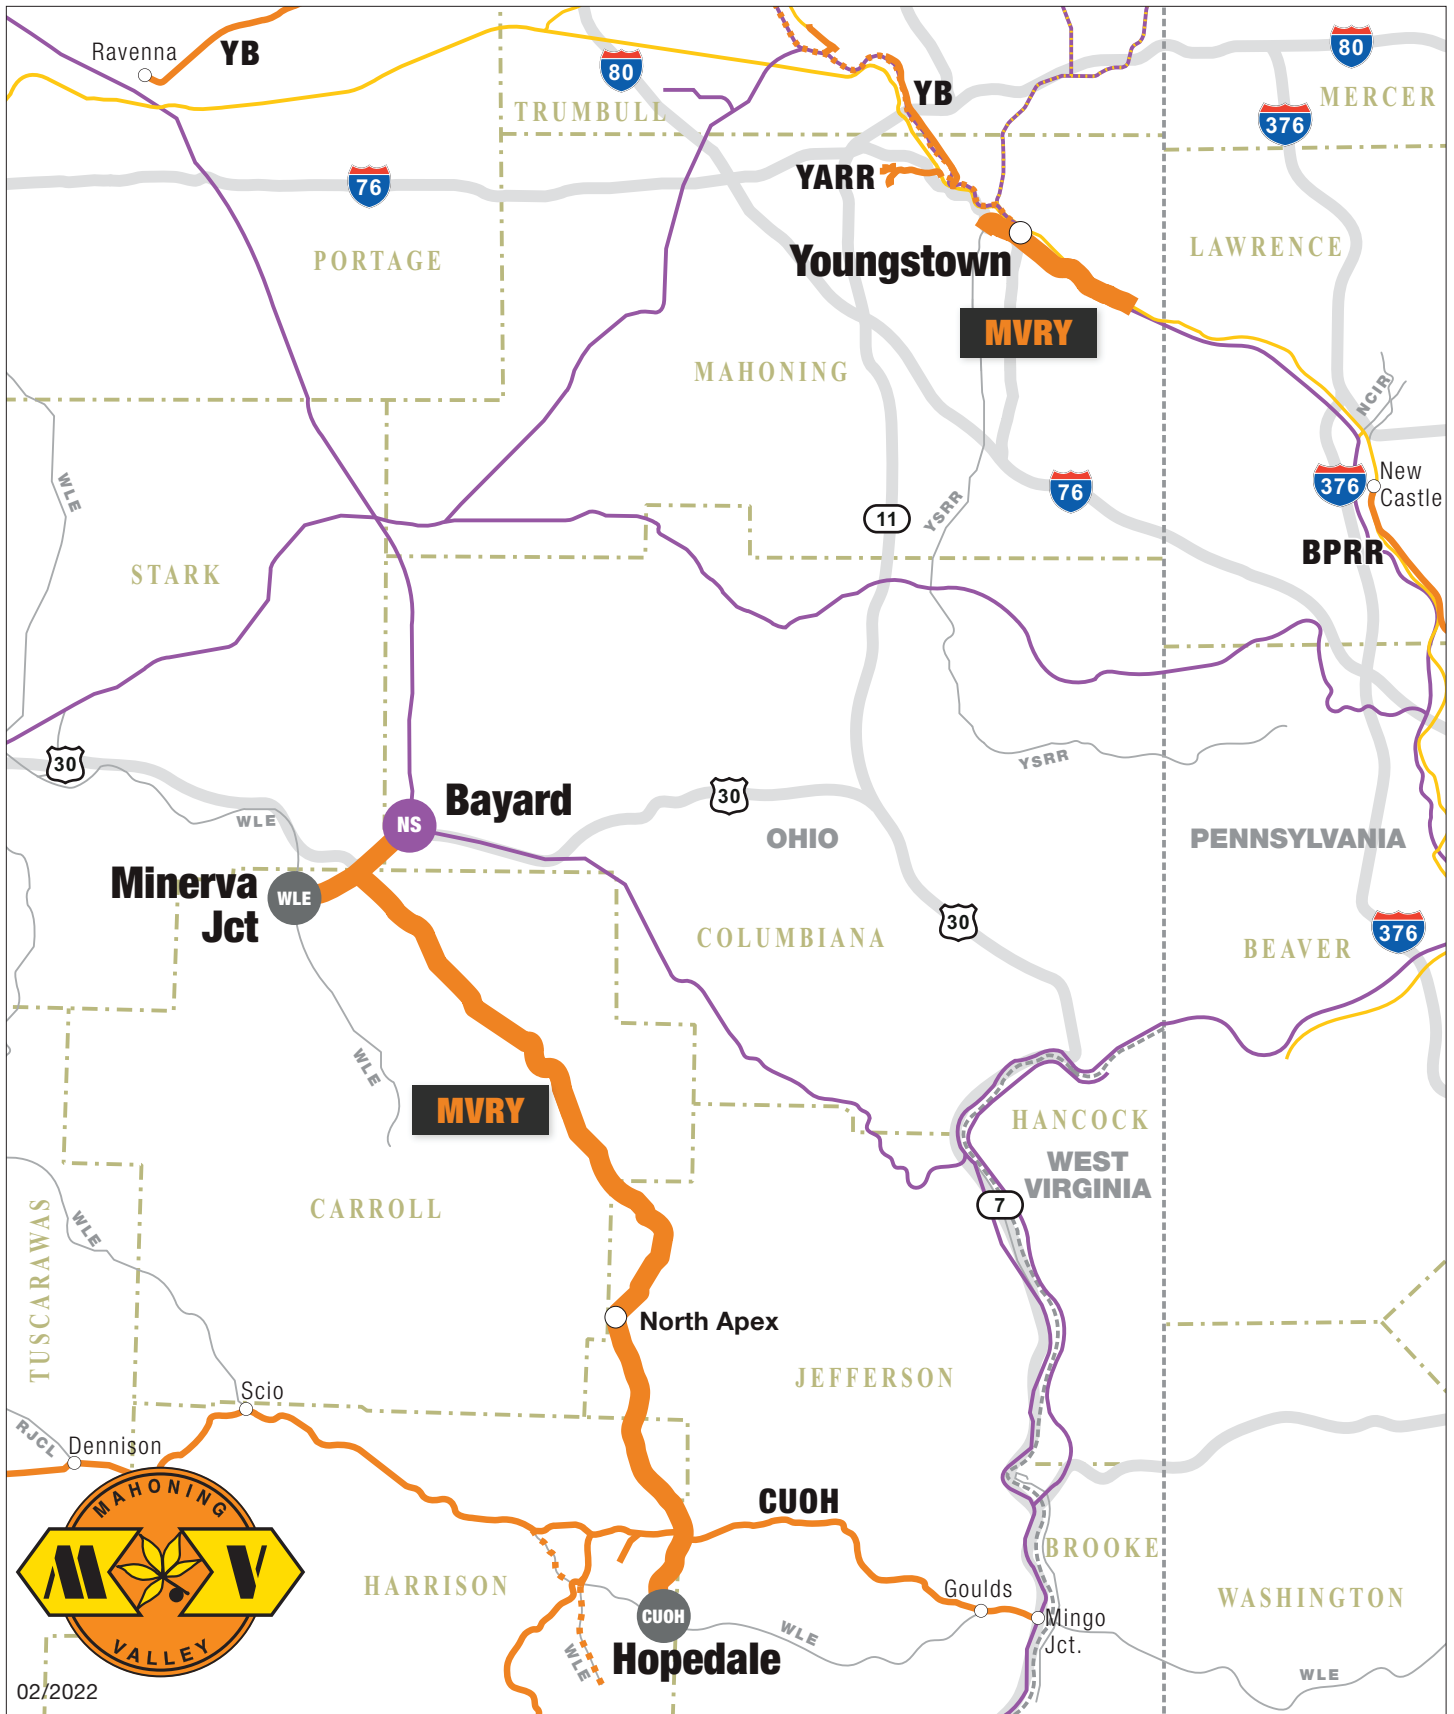 Ravenna
YB
80
80
TRUMBULL
YB
MERCER
376
YARR
76
PORTAGE
Youngstown
LAWRENCE
MVRY
MAHONING
NCIR
WLE
New
Castle
376
76
11
YSRR
BPRR
STARK
30
YSRR
Bayard
30
WLE
NS
OHIO
PENNSYLVANIA
Minerva
Jct
WLE
30
376
COLUMBIANA
BEAVER
WLE
MVRY
HANCOCK
WEST
VIRGINIA
7
CARROLL
WLE
TUSCARAWAS
North Apex
JEFFERSON
Scio
RJCL
Dennison
CUOH
MAHONING
M V
VALLEY
BROOKE
HARRISON
Goulds
WASHINGTON
CUOH
Mingo
Jct.
WLE
WLE
Hopedale
WLE
02/2022